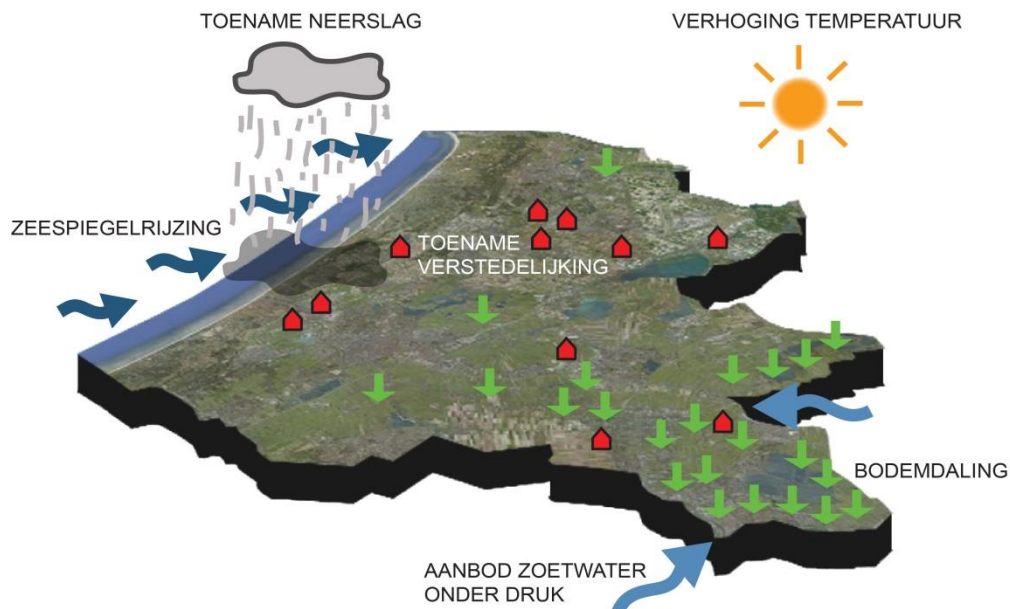 TOENAME NEERSLAG
VERHOGING TEMPERATUUR
ZEESPIEGELRIJZING
TOENAME
VERSTEDELIJKING
BODEMDALING
AANBOD ZOETWATER
ONDER DRUK